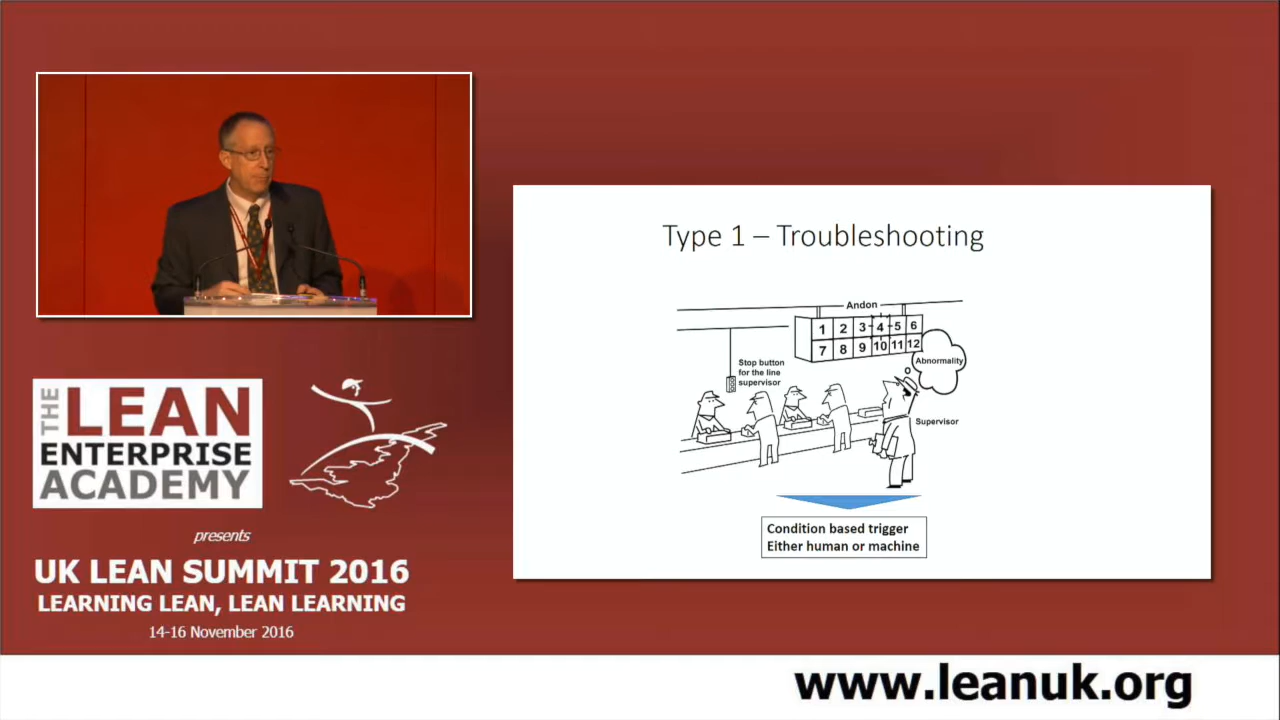 THE
LEAN
ENTERPRISE
ACADEMY
presents
UK LEAN SUMMIT 2016
LEARNING LEAN, LEAN LEARNING
14-16 November 2016
Type 1 – Troubleshooting
Andon
1 2 3 4 5 6
7 8 9 10 11 12
Abnormality
Stop button
for the line
supervisor
Supervisor
Condition based trigger
Either human or machine
www.leanuk.org